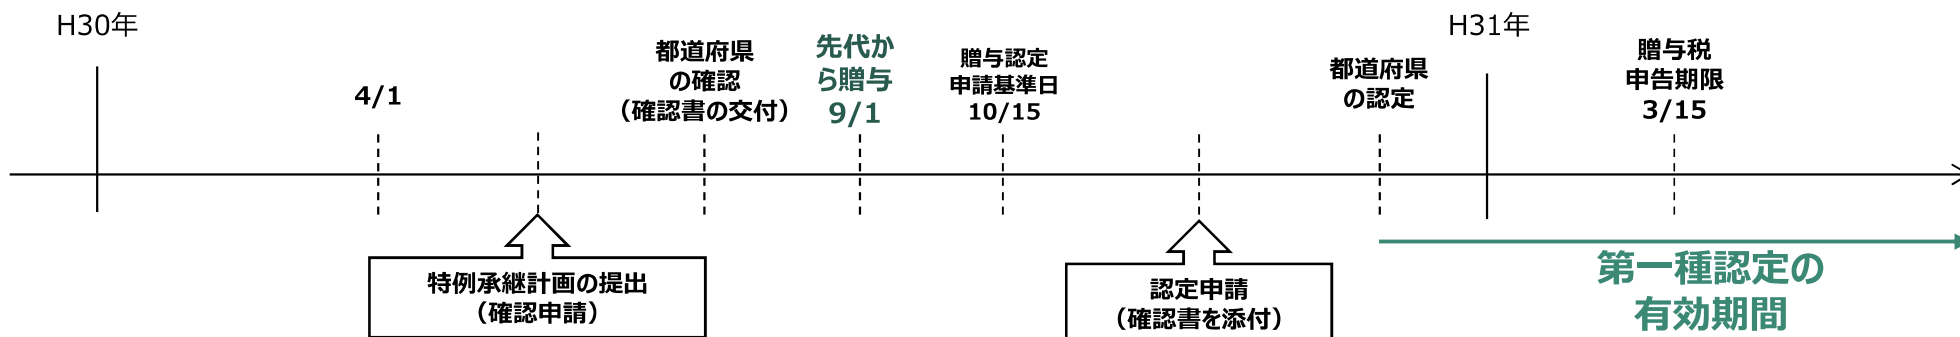 H30年
4/1
都道府県
の確認
（確認書の交付）
先代か
ら贈与
9/1
贈与認定
申請基準日
10/15
都道府県
の認定
H31年
贈与税
申告期限
3/15
特例承継計画の提出
（確認申請）
認定申請
（確認書を添付）
第一種認定の
有効期間